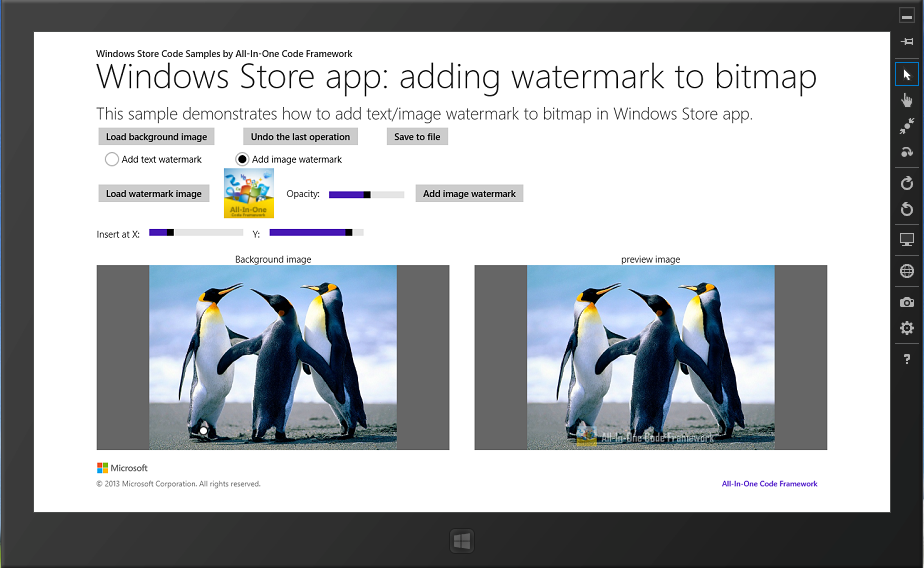 Windows Store Code Samples by All-In-One Code Framework
Windows Store app: adding watermark to bitmap
This sample demonstrates how to add text/image watermark to bitmap in Windows Store app.
Load background image Undo the last operation Save to file
Add text watermark Add image watermark
Load watermark image All-In-One Opacity: Add image watermark
Code Framework
Insert at X: Y:
Background image preview image
All-In-One Code Framework
Microsoft
© 2013 Microsoft Corporation. All rights reserved. All-In-One Code Framework
?